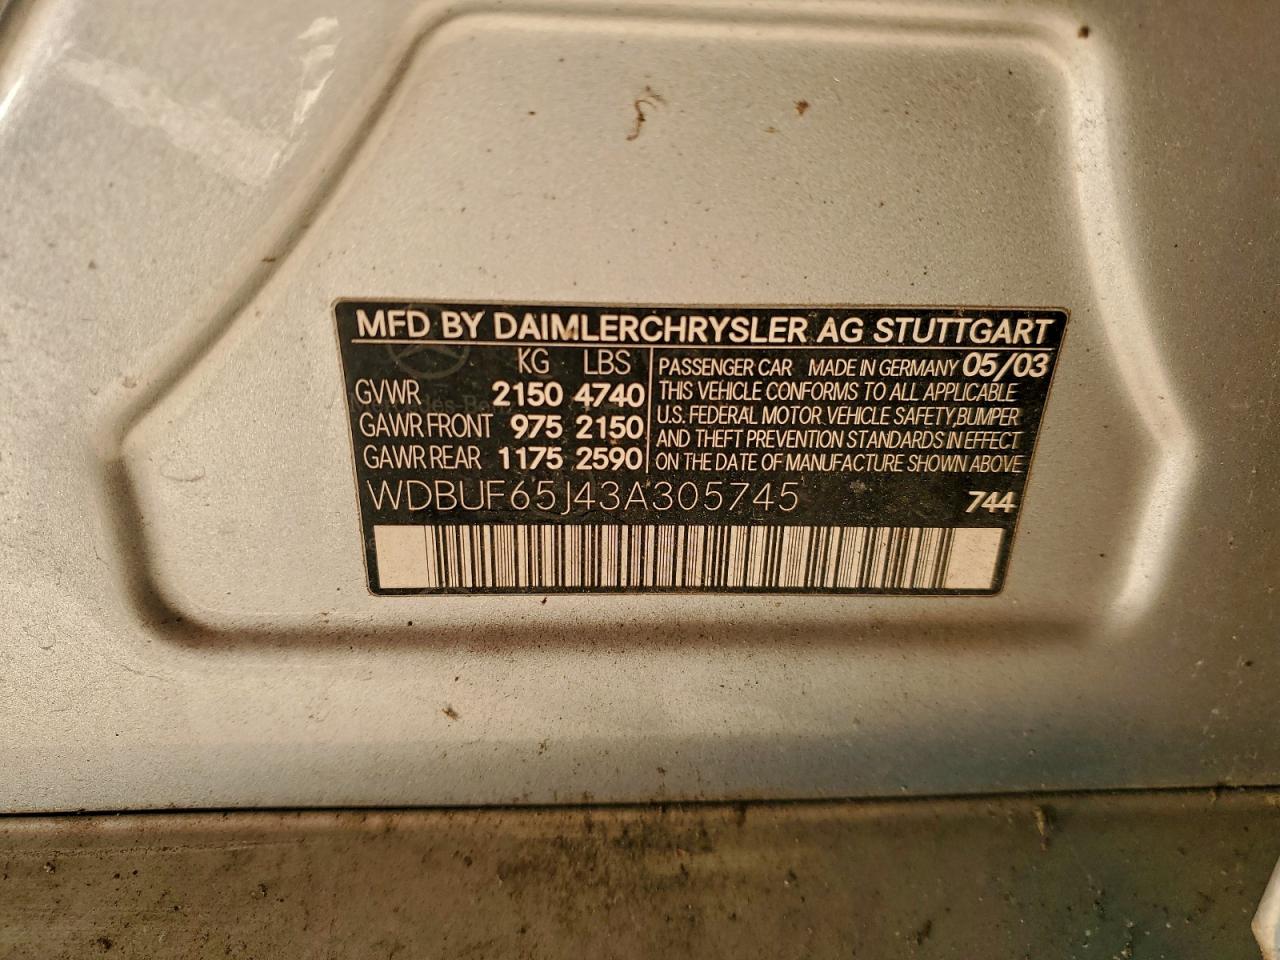 MFD BY DAIMLERCHRYSLER AG STUTTGART
KG LBS
GVWR 2150 4740
GAWR FRONT 975 2150
GAWR REAR 1175 2590
PASSENGER CAR MADE IN GERMANY 05/03
THIS VEHICLE CONFORMS TO ALL APPLICABLE
U.S. FEDERAL MOTOR VEHICLE SAFETY,BUMPER
AND THEFT PREVENTION STANDARDS IN EFFECT
ON THE DATE OF MANUFACTURE SHOWN ABOVE
WDBUF65J43A305745 744